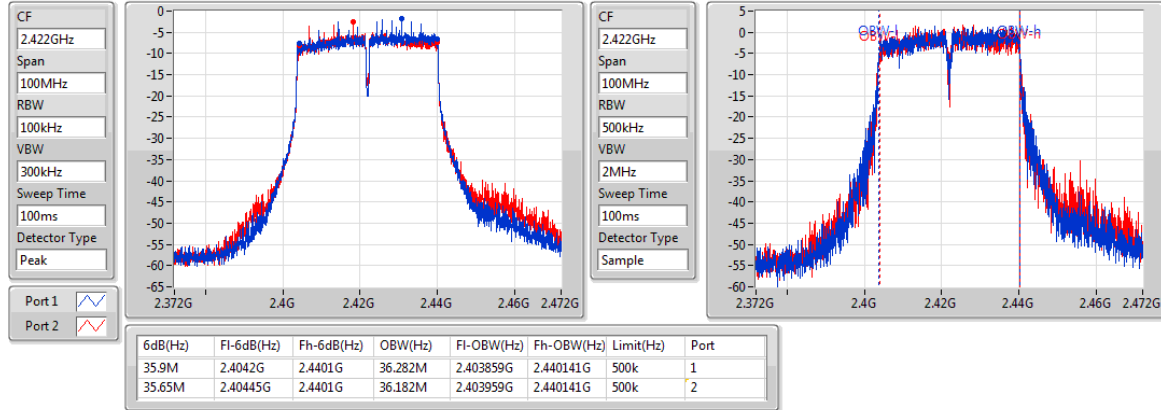 CF
2.422GHz
Span
100MHz
RBW
100kHz
VBW
300kHz
Sweep Time
100ms
Detector Type
Peak
Port 1
Port 2
0
-5
-10
-15
-20
-25
-30
-35
-40
-45
-50
-55
-60
-65
2.372G 2.4G 2.42G 2.44G 2.46G 2.472G
CF
2.422GHz
Span
100MHz
RBW
500kHz
VBW
2MHz
Sweep Time
100ms
Detector Type
Sample
5
0
-5
-10
-15
-20
-25
-30
-35
-40
-45
-50
-55
-60
OBW-l OBW-h
2.372G 2.4G 2.42G 2.44G 2.46G 2.472G
6dB(Hz) Fl-6dB(Hz) Fh-6dB(Hz) OBW(Hz) Fl-OBW(Hz) Fh-OBW(Hz) Limit(Hz) Port
35.9M 2.4042G 2.4401G 36.282M 2.403859G 2.440141G 500k 1
35.65M 2.40445G 2.4401G 36.182M 2.403959G 2.440141G 500k 2